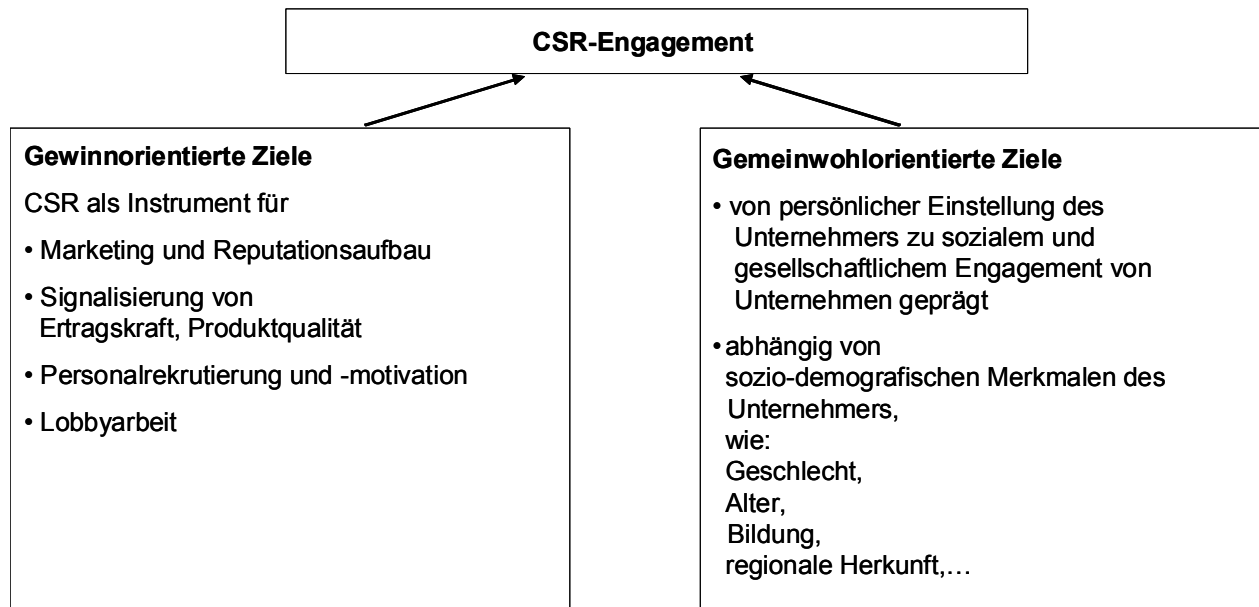 CSR-Engagement
Gewinnorientierte Ziele
CSR als Instrument für
• Marketing und Reputationsaufbau
• Signalisierung von
Ertragskraft, Produktqualität
• Personalrekrutierung und -motivation
• Lobbyarbeit
Gemeinwohlorientierte Ziele
• von persönlicher Einstellung des
Unternehmers zu sozialem und
gesellschaftlichem Engagement von
Unternehmen geprägt
• abhängig von
sozio-demografischen Merkmalen des
Unternehmers,
wie:
Geschlecht,
Alter,
Bildung,
regionale Herkunft,…